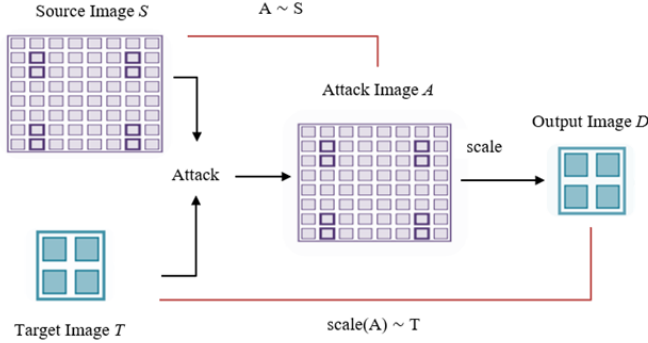 Source Image S
A ~ S
Attack Image A
Output Image D
scale
Attack
Target Image T
scale(A) ~ T